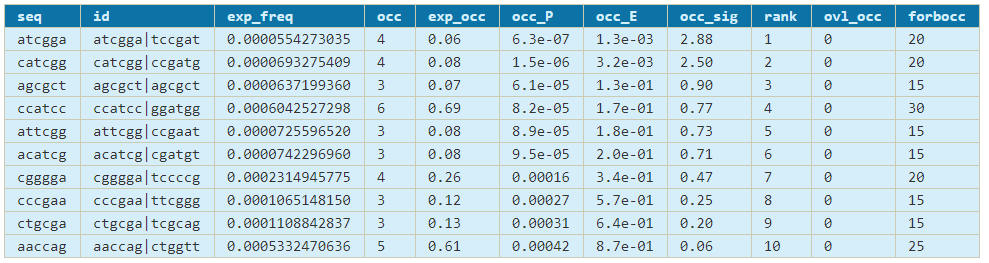 seq id exp_freq occ exp_occ occ_P occ_E occ_sig rank ovl_occ forbocc
atcgga atcgga|tccgat 0.0000554273035 4 0.06 6.3e-07 1.3e-03 2.88 1 0 20
catcgg catcgg|ccgatg 0.0000693275409 4 0.08 1.5e-06 3.2e-03 2.50 2 0 20
agcgct agcgct|agcgct 0.0000637199360 3 0.07 6.1e-05 1.3e-01 0.90 3 0 15
ccatcc ccatcc|ggatgg 0.0006042527298 6 0.69 8.2e-05 1.7e-01 0.77 4 0 30
attcgg attcgg|ccgaat 0.0000725596520 3 0.08 8.9e-05 1.8e-01 0.73 5 0 15
acatcg acatcg|cgatgt 0.0000742296960 3 0.08 9.5e-05 2.0e-01 0.71 6 0 15
cgggga cgggga|tccccg 0.0002314945775 4 0.26 0.00016 3.4e-01 0.47 7 0 20
cccgaa cccgaa|ttcggg 0.0001065148150 3 0.12 0.00027 5.7e-01 0.25 8 0 15
ctgcga ctgcga|tcgcag 0.0001108842837 3 0.13 0.00031 6.4e-01 0.20 9 0 15
aaccag aaccag|ctggtt 0.0005332470636 5 0.61 0.00042 8.7e-01 0.06 10 0 25